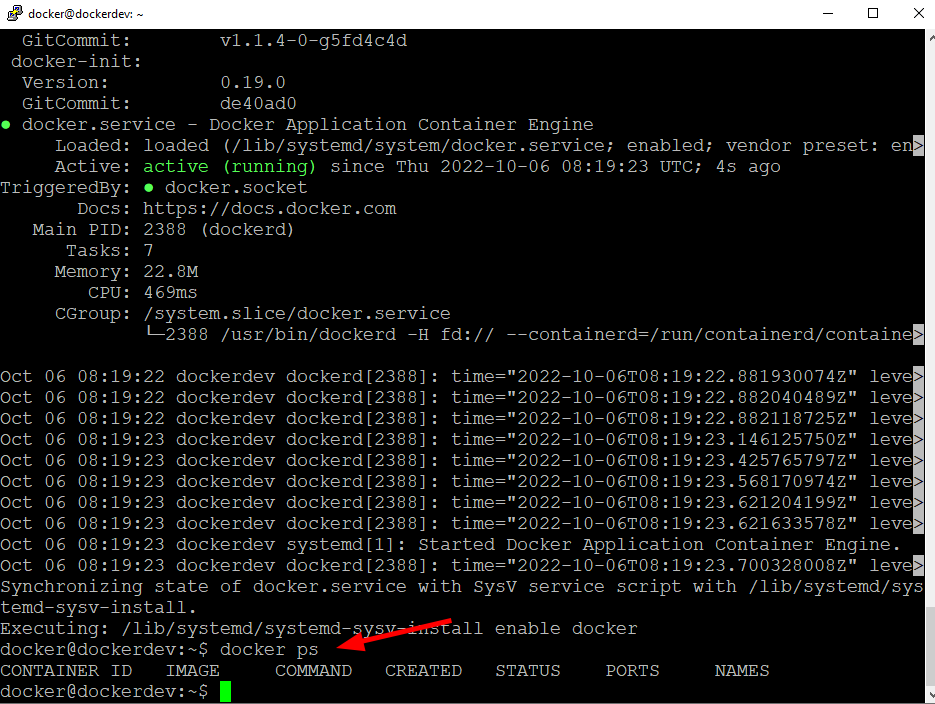 docker@dockerdev: ~
GitCommit: v1.1.4-0-g5fd4c4d
docker-init:
Version: 0.19.0
GitCommit: de40ad0
● docker.service - Docker Application Container Engine
Loaded: loaded (/lib/systemd/system/docker.service; enabled; vendor preset: en>
Active: active (running) since Thu 2022-10-06 08:19:23 UTC; 4s ago
TriggeredBy: ● docker.socket
Docs: https://docs.docker.com
Main PID: 2388 (dockerd)
Tasks: 7
Memory: 22.8M
CPU: 469ms
CGroup: /system.slice/docker.service
└─2388 /usr/bin/dockerd -H fd:// --containerd=/run/containerd/containe>
Oct 06 08:19:22 dockerdev dockerd[2388]: time="2022-10-06T08:19:22.881930074Z" leve>
Oct 06 08:19:22 dockerdev dockerd[2388]: time="2022-10-06T08:19:22.882040489Z" leve>
Oct 06 08:19:22 dockerdev dockerd[2388]: time="2022-10-06T08:19:22.882118725Z" leve>
Oct 06 08:19:23 dockerdev dockerd[2388]: time="2022-10-06T08:19:23.146125750Z" leve>
Oct 06 08:19:23 dockerdev dockerd[2388]: time="2022-10-06T08:19:23.425765797Z" leve>
Oct 06 08:19:23 dockerdev dockerd[2388]: time="2022-10-06T08:19:23.568170974Z" leve>
Oct 06 08:19:23 dockerdev dockerd[2388]: time="2022-10-06T08:19:23.621204199Z" leve>
Oct 06 08:19:23 dockerdev dockerd[2388]: time="2022-10-06T08:19:23.621633578Z" leve>
Oct 06 08:19:23 dockerdev systemd[1]: Started Docker Application Container Engine.
Oct 06 08:19:23 dockerdev dockerd[2388]: time="2022-10-06T08:19:23.700328008Z" leve>
Synchronizing state of docker.service with SysV service script with /lib/systemd/sys
temd-sysv-install.
Executing: /lib/systemd/systemd-sysv-install enable docker
docker@dockerdev:~$ docker ps
CONTAINER ID IMAGE COMMAND CREATED STATUS PORTS NAMES
docker@dockerdev:~$